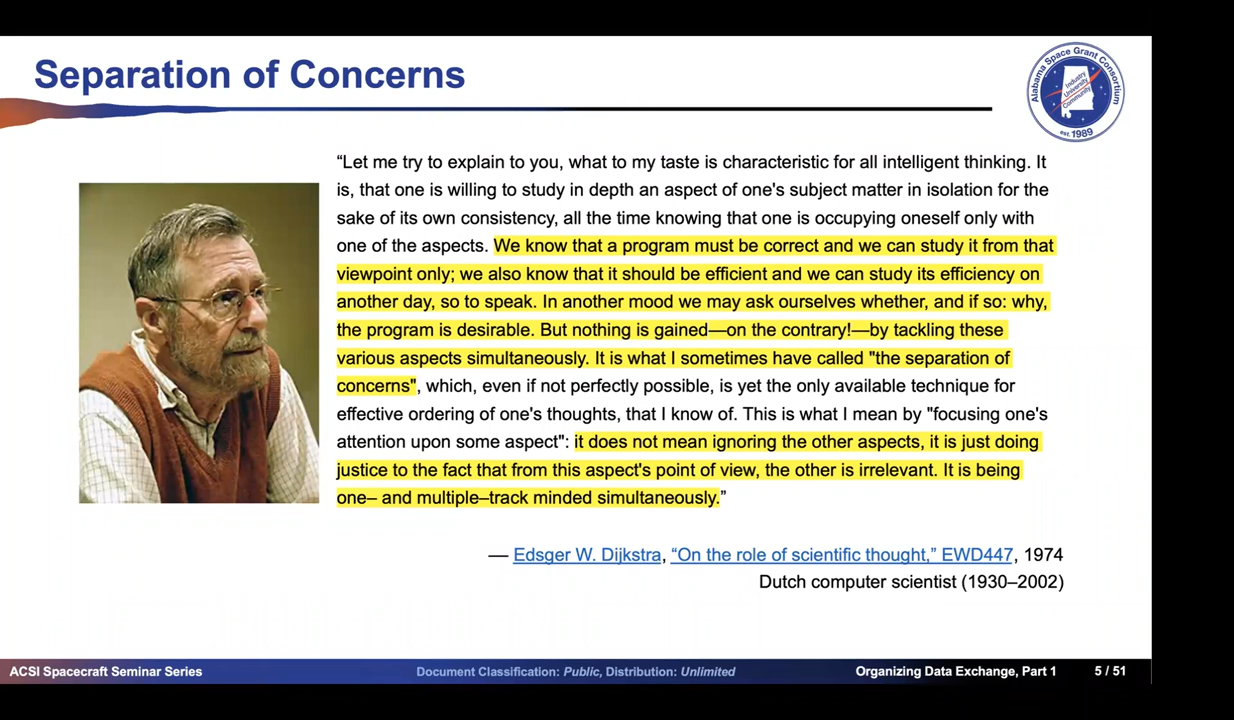 Separation of Concerns
Alabama Space Grant Consortium
Industry
University
Community
est. 1989
“Let me try to explain to you, what to my taste is characteristic for all intelligent thinking. It
is, that one is willing to study in depth an aspect of one's subject matter in isolation for the
sake of its own consistency, all the time knowing that one is occupying oneself only with
one of the aspects. We know that a program must be correct and we can study it from that
viewpoint only; we also know that it should be efficient and we can study its efficiency on
another day, so to speak. In another mood we may ask ourselves whether, and if so: why,
the program is desirable. But nothing is gained—on the contrary!—by tackling these
various aspects simultaneously. It is what I sometimes have called "the separation of
concerns", which, even if not perfectly possible, is yet the only available technique for
effective ordering of one's thoughts, that I know of. This is what I mean by "focusing one's
attention upon some aspect": it does not mean ignoring the other aspects, it is just doing
justice to the fact that from this aspect's point of view, the other is irrelevant. It is being
one– and multiple–track minded simultaneously.”
— Edsger W. Dijkstra, “On the role of scientific thought,” EWD447, 1974
Dutch computer scientist (1930–2002)
ACSI Spacecraft Seminar Series
Document Classification: Public, Distribution: Unlimited
Organizing Data Exchange, Part 1
5 / 51